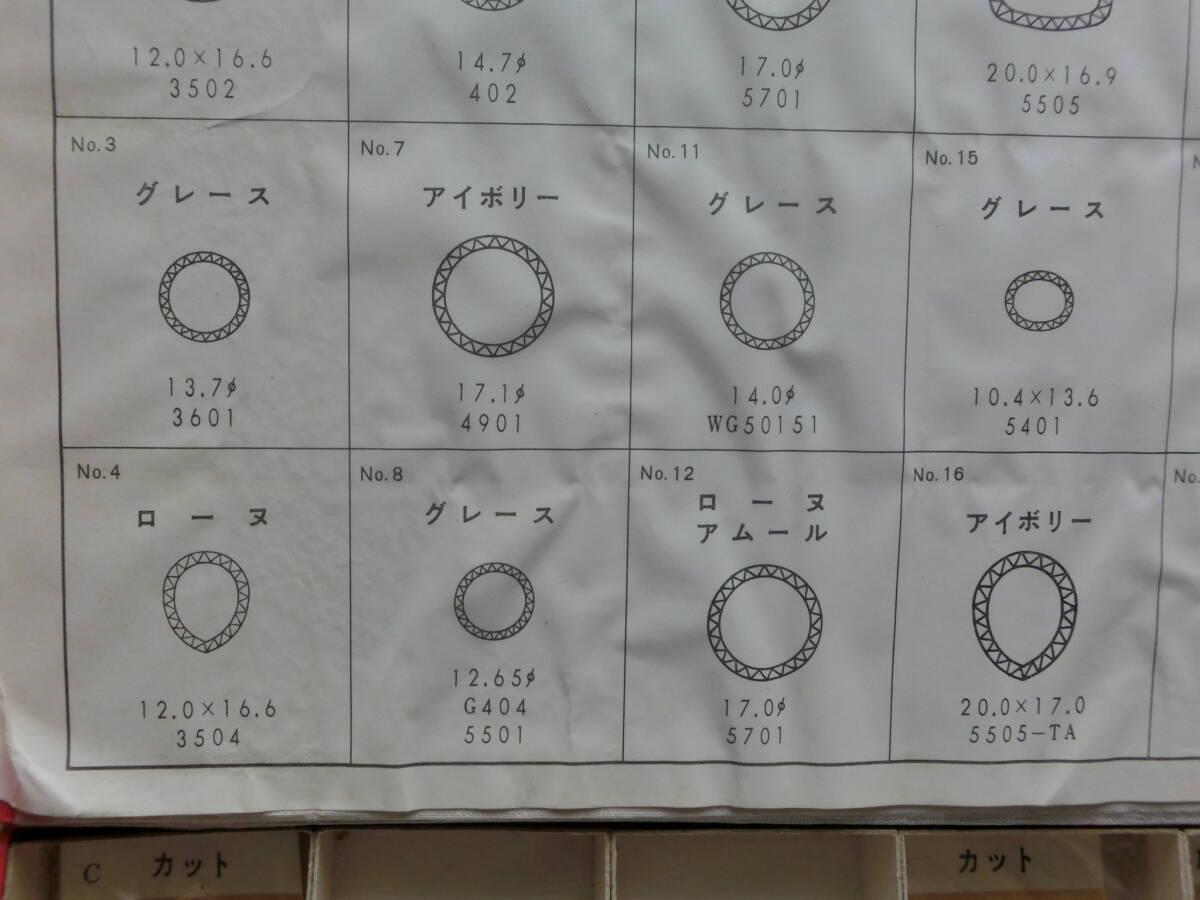 12.0×16.6
3502
14.7φ
402
17.0φ
5701
20.0×16.9
5505
No.3
グレース
13.7φ
3601
No.7
アイボリー
17.1φ
4901
No.11
グレース
14.0φ
WG50151
No.15
グレース
10.4×13.6
5401
No.4
ローヌ
12.0×16.6
3504
No.8
グレース
12.65φ
G404
5501
No.12
ローヌ
アムール
17.0φ
5701
No.16
アイボリー
20.0×17.0
5505-TA
No.
C カット
カット